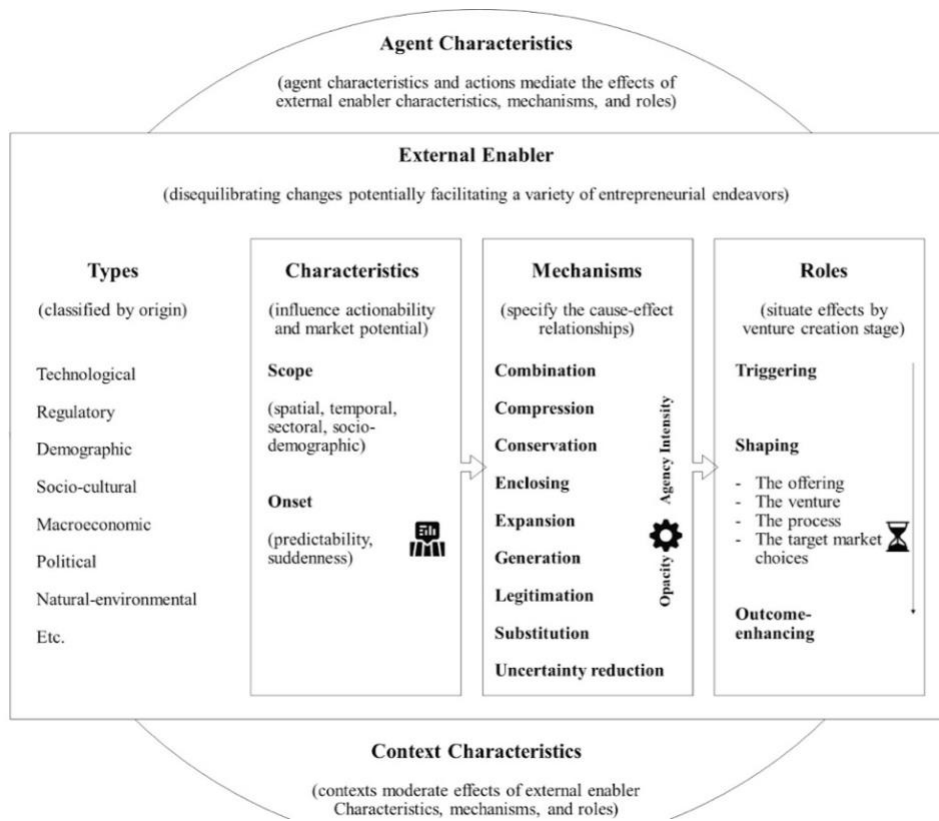 Agent Characteristics
(agent characteristics and actions mediate the effects of
external enabler characteristics, mechanisms, and roles)
External Enabler
(disequilibrating changes potentially facilitating a variety of entrepreneurial endeavors)
Types
(classified by origin)
Technological
Regulatory
Demographic
Socio-cultural
Macroeconomic
Political
Natural-environmental
Etc.
Characteristics
(influence actionability
and market potential)
Scope
(spatial, temporal,
sectoral, socio-
demographic)
Onset
(predictability,
suddenness)
Mechanisms
(specify the cause-effect
relationships)
Combination
Compression
Conservation
Enclosing
Expansion
Generation
Legitimation
Substitution
Uncertainty reduction
Agency Intensity
Opacity
Roles
(situate effects by
venture creation stage)
Triggering
Shaping
- The offering
- The venture
- The process
- The target market
choices
Outcome-
enhancing
Context Characteristics
(contexts moderate effects of external enabler
Characteristics, mechanisms, and roles)